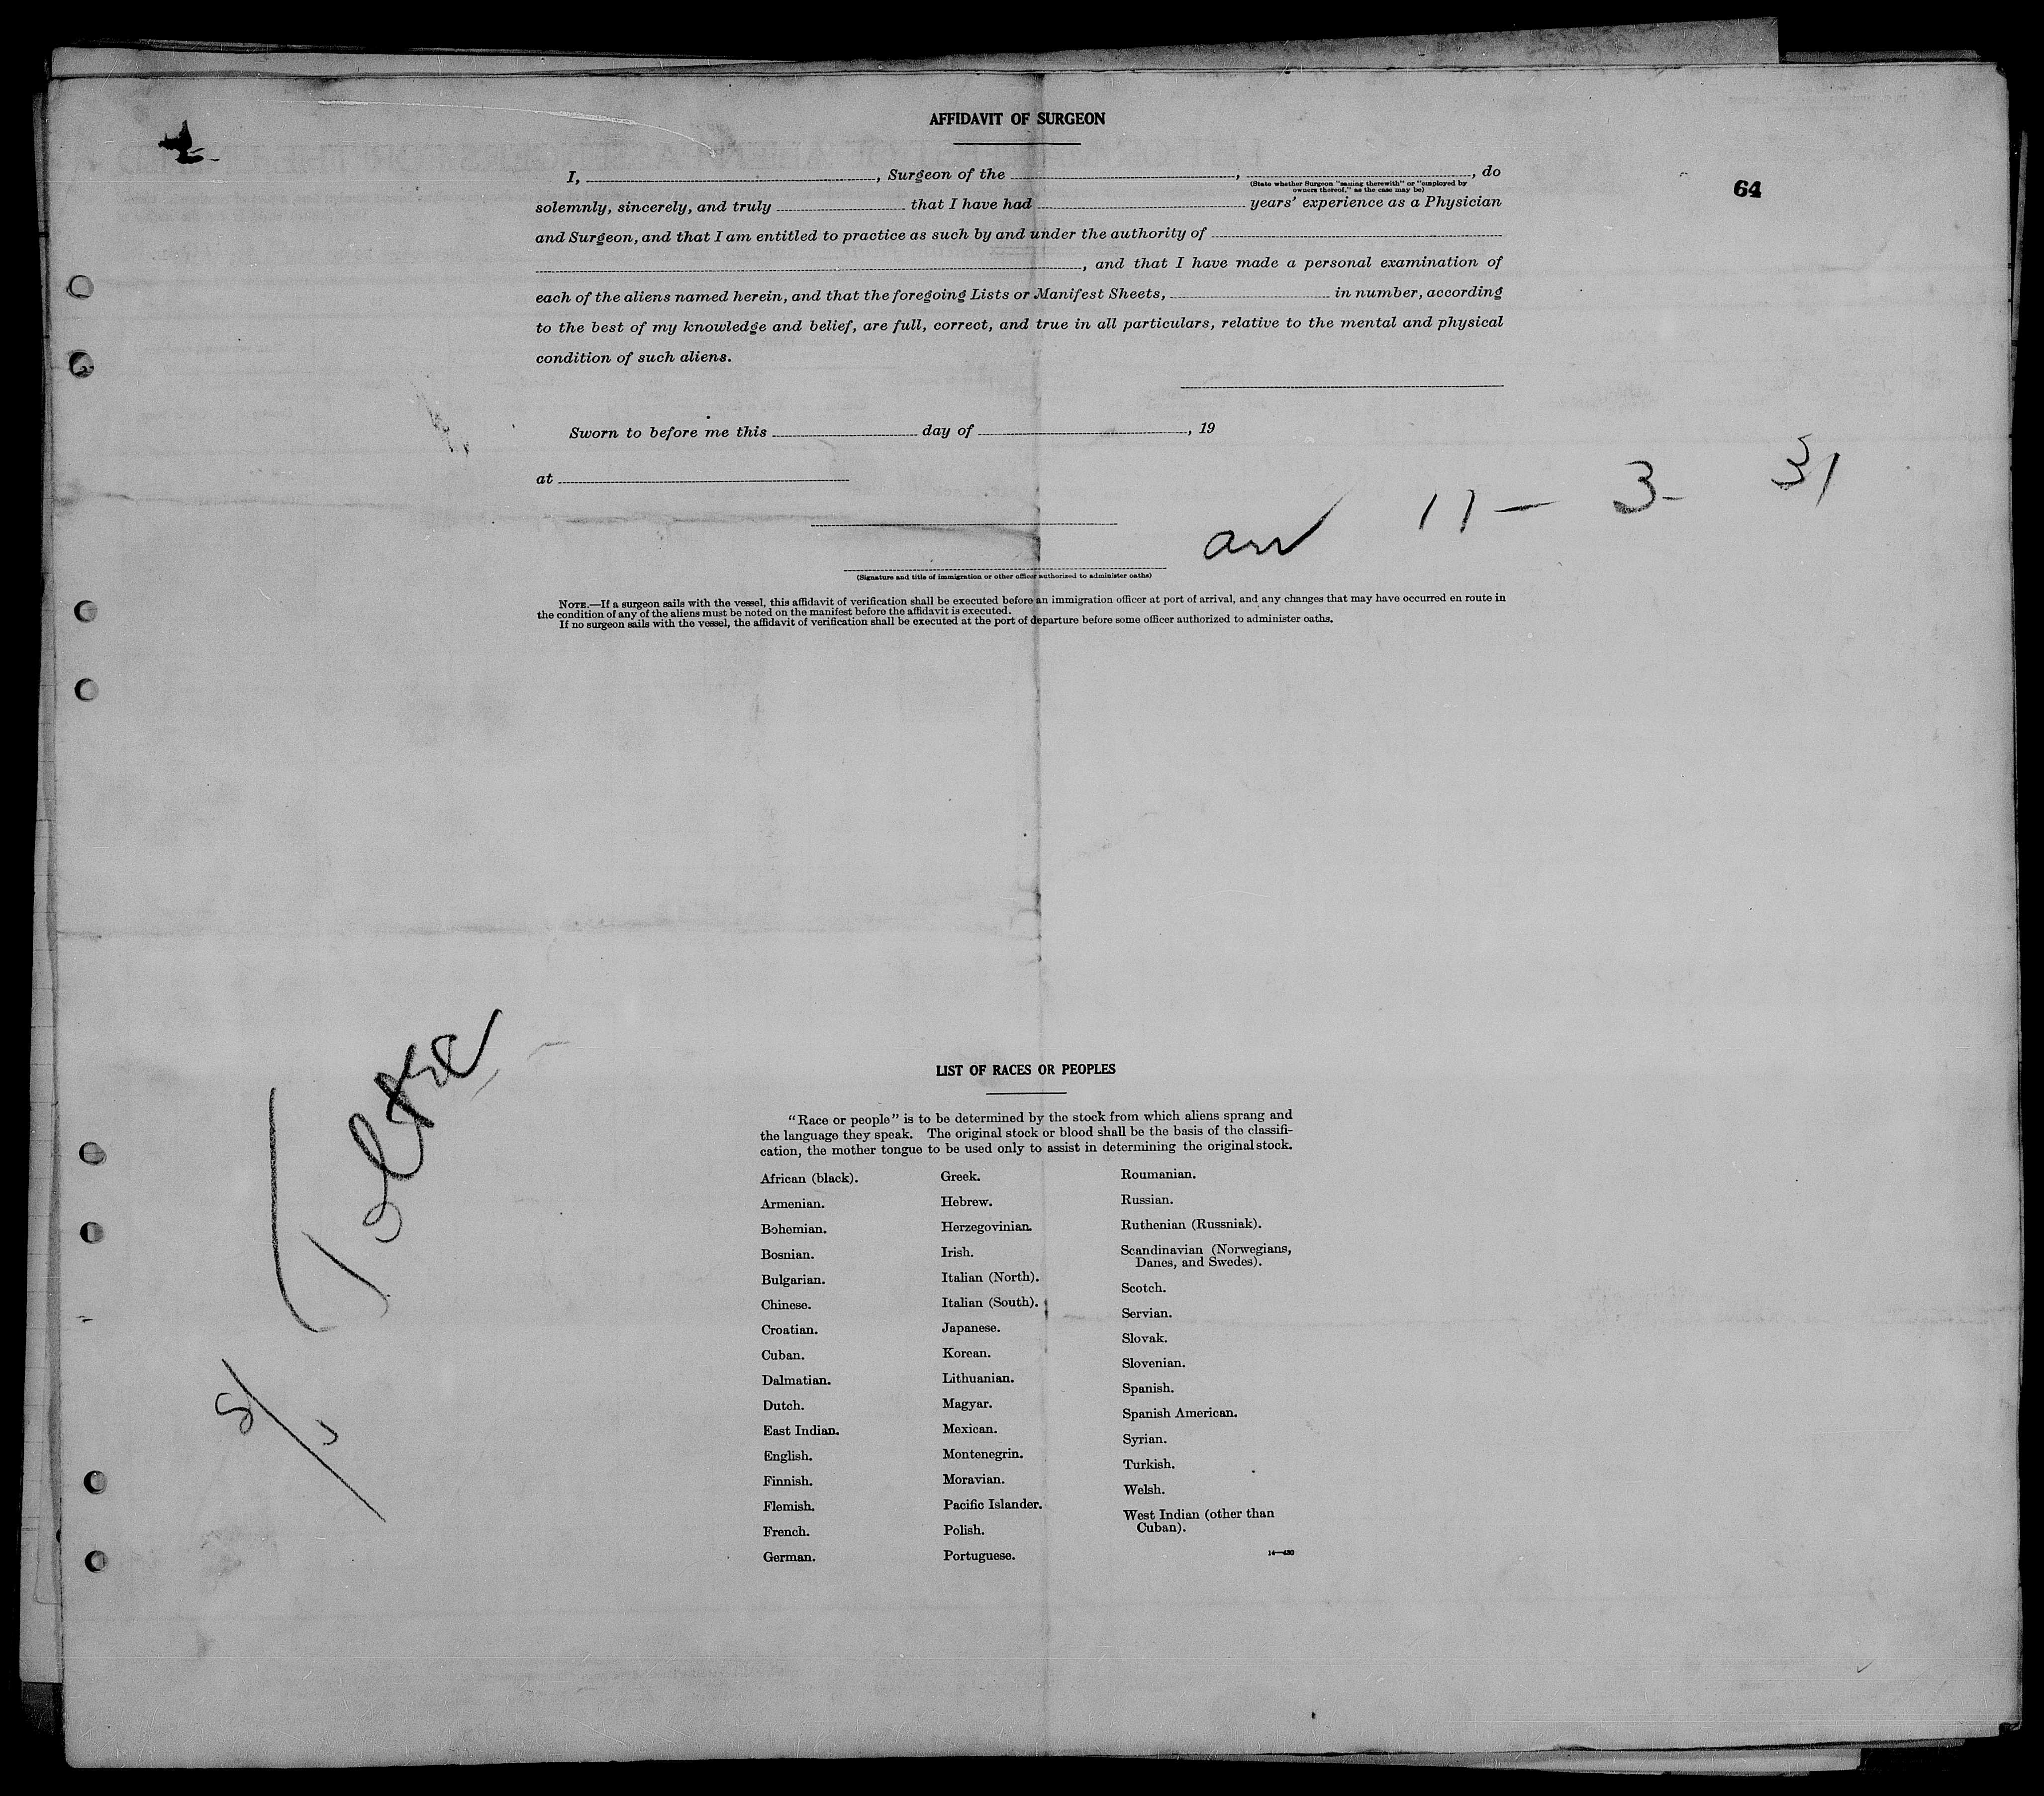 AFFIDAVIT OF SURGEON
64
I, , Surgeon of the , , do
(State whether Surgeon "sailing therewith" or "employed by
owners thereof," as the case may be)
solemnly, sincerely, and truly that I have had years' experience as a Physician
and Surgeon, and that I am entitled to practice as such by and under the authority of
, and that I have made a personal examination of
each of the aliens named herein, and that the foregoing Lists or Manifest Sheets, in number, according
to the best of my knowledge and belief, are full, correct, and true in all particulars, relative to the mental and physical
condition of such aliens.
Sworn to before me this day of , 19
at
arr 11 - 3 - 31
(Signature and title of immigration or other officer authorized to administer oaths)
NOTE.—If a surgeon sails with the vessel, this affidavit of verification shall be executed before an immigration officer at port of arrival, and any changes that may have occurred en route in
the condition of any of the aliens must be noted on the manifest before the affidavit is executed.
If no surgeon sails with the vessel, the affidavit of verification shall be executed at the port of departure before some officer authorized to administer oaths.
S/S
LIST OF RACES OR PEOPLES
"Race or people" is to be determined by the stock from which aliens sprang and
the language they speak. The original stock or blood shall be the basis of the classifi-
cation, the mother tongue to be used only to assist in determining the original stock.
African (black).
Armenian.
Bohemian.
Bosnian.
Bulgarian.
Chinese.
Croatian.
Cuban.
Dalmatian.
Dutch.
East Indian.
English.
Finnish.
Flemish.
French.
German.
Greek.
Hebrew.
Herzegovinian.
Irish.
Italian (North).
Italian (South).
Japanese.
Korean.
Lithuanian.
Magyar.
Mexican.
Montenegrin.
Moravian.
Pacific Islander.
Polish.
Portuguese.
Roumanian.
Russian.
Ruthenian (Russniak).
Scandinavian (Norwegians,
Danes, and Swedes).
Scotch.
Servian.
Slovak.
Slovenian.
Spanish.
Spanish American.
Syrian.
Turkish.
Welsh.
West Indian (other than
Cuban).
14—430